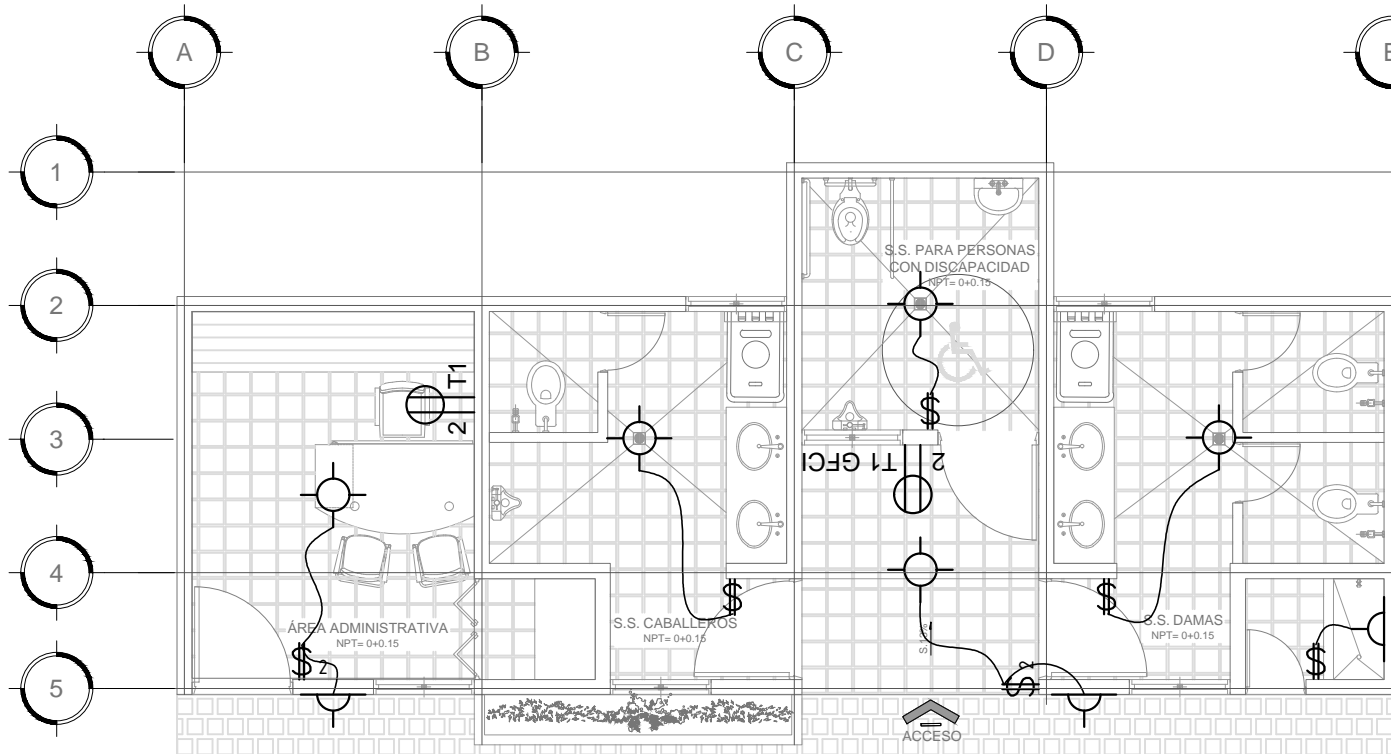 A
B
C
D
E
1
2
3
4
5
S.S. PARA PERSONAS
CON DISCAPACIDAD
NPT= 0+0.15
2 T1
$
T1 GFCI 2
ÁREA ADMINISTRATIVA
NPT= 0+0.15
$ 2
S.S. CABALLEROS
NPT= 0+0.15
$
$ 2
$
S.S. DAMAS
NPT= 0+0.15
$
ACCESO